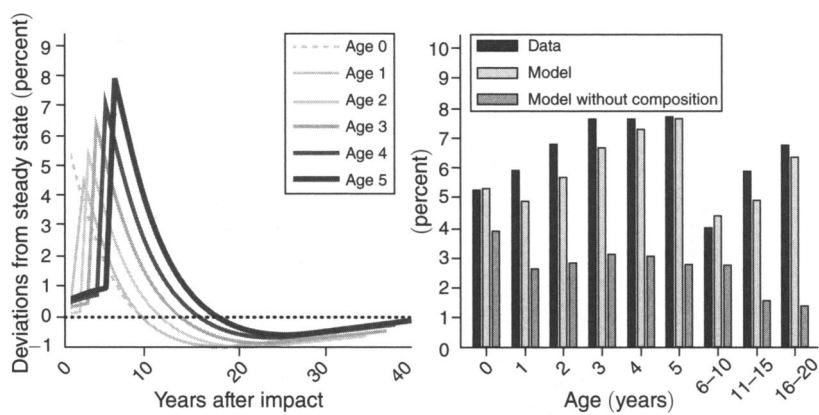 Deviations from steady state (percent)
9
8
7
6
5
4
3
2
1
0
−1
0
10
20
30
40
Years after impact
Age 0
Age 1
Age 2
Age 3
Age 4
Age 5
(percent)
10
9
8
7
6
5
4
3
2
1
0
0
1
2
3
4
5
6–10
11–15
16–20
Age (years)
Data
Model
Model without composition